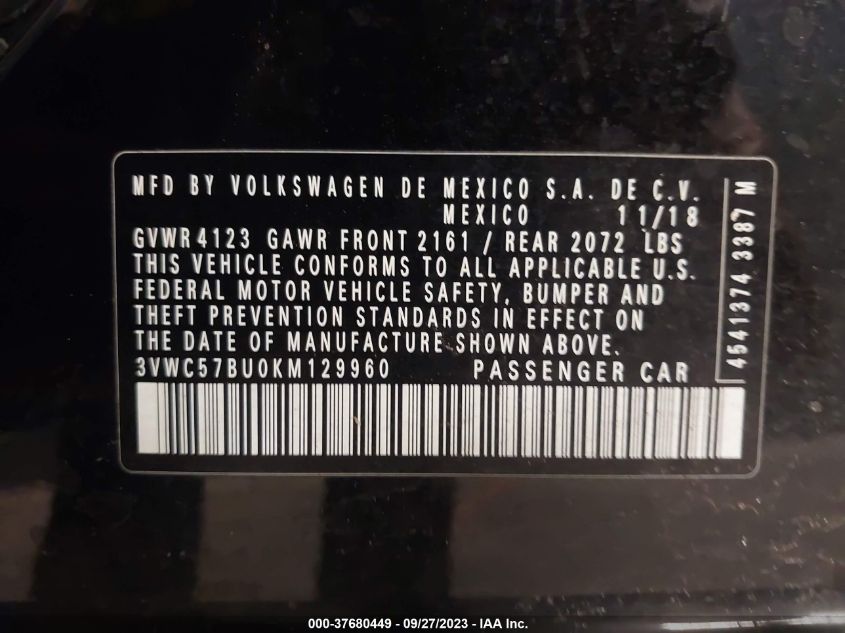 MFD BY VOLKSWAGEN DE MEXICO S.A. DE C.V.
MEXICO 11/18
GVWR 4123 GAWR FRONT 2161 / REAR 2072 LBS
THIS VEHICLE CONFORMS TO ALL APPLICABLE U.S.
FEDERAL MOTOR VEHICLE SAFETY, BUMPER AND
THEFT PREVENTION STANDARDS IN EFFECT ON
THE DATE OF MANUFACTURE SHOWN ABOVE.
3VWC57BU0KM129960 PASSENGER CAR
4541374 3387 M
000-37680449 - 09/27/2023 - IAA Inc.